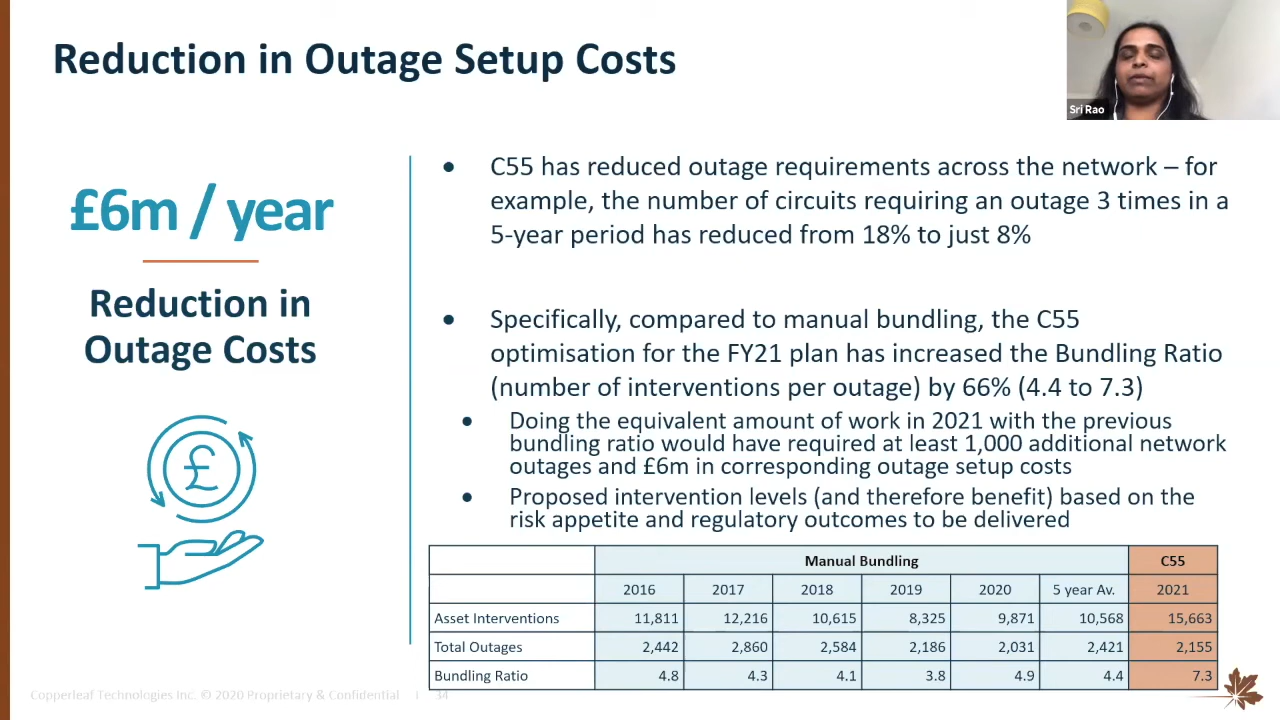 Reduction in Outage Setup Costs
Sri Rao
£6m / year
Reduction in
Outage Costs
£
• C55 has reduced outage requirements across the network – for
example, the number of circuits requiring an outage 3 times in a
5-year period has reduced from 18% to just 8%
• Specifically, compared to manual bundling, the C55
optimisation for the FY21 plan has increased the Bundling Ratio
(number of interventions per outage) by 66% (4.4 to 7.3)
• Doing the equivalent amount of work in 2021 with the previous
bundling ratio would have required at least 1,000 additional network
outages and £6m in corresponding outage setup costs
• Proposed intervention levels (and therefore benefit) based on the
risk appetite and regulatory outcomes to be delivered
Manual Bundling C55
2016 2017 2018 2019 2020 5 year Av. 2021
Asset Interventions 11,811 12,216 10,615 8,325 9,871 10,568 15,663
Total Outages 2,442 2,860 2,584 2,186 2,031 2,421 2,155
Bundling Ratio 4.8 4.3 4.1 3.8 4.9 4.4 7.3
Copperleaf Technologies Inc. © 2020 Proprietary & Confidential | 34